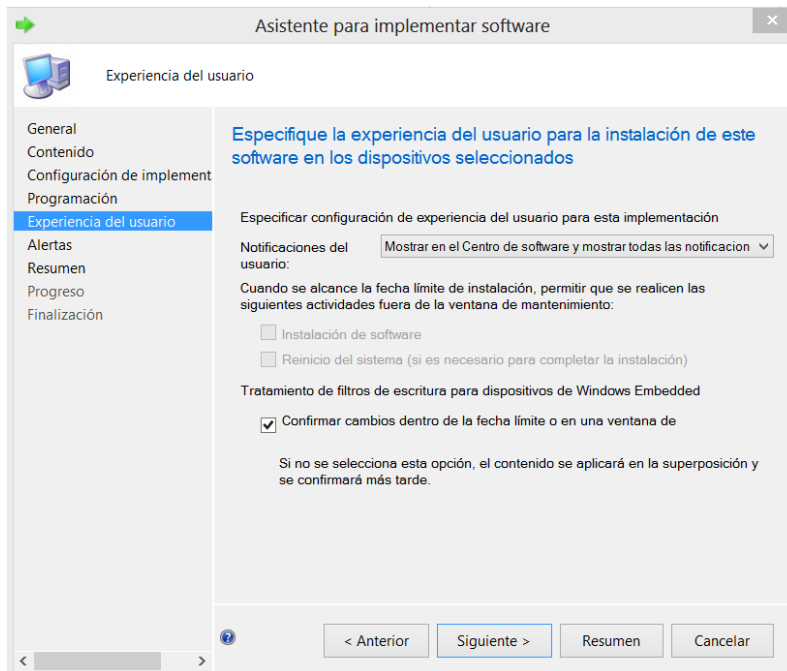 Asistente para implementar software
Experiencia del usuario
General
Contenido
Configuración de implement
Programación
Experiencia del usuario
Alertas
Resumen
Progreso
Finalización
Especifique la experiencia del usuario para la instalación de este
software en los dispositivos seleccionados
Especificar configuración de experiencia del usuario para esta implementación
Notificaciones del
usuario:
Mostrar en el Centro de software y mostrar todas las notificacion
Cuando se alcance la fecha límite de instalación, permitir que se realicen las
siguientes actividades fuera de la ventana de mantenimiento:
Instalación de software
Reinicio del sistema (si es necesario para completar la instalación)
Tratamiento de filtros de escritura para dispositivos de Windows Embedded
Confirmar cambios dentro de la fecha límite o en una ventana de
Si no se selecciona esta opción, el contenido se aplicará en la superposición y
se confirmará más tarde.
< Anterior
Siguiente >
Resumen
Cancelar